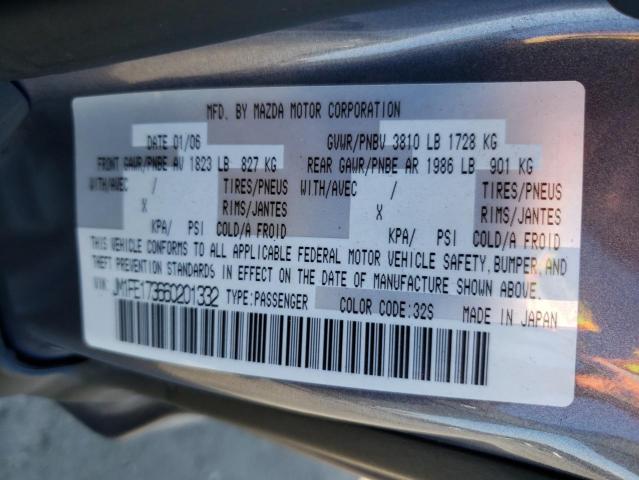 MFD. BY MAZDA MOTOR CORPORATION
DATE 01/06 GVWR/PNBV 3810 LB 1728 KG
FRONT GAWR/PNBE AV 1823 LB 827 KG REAR GAWR/PNBE AR 1986 LB 901 KG
WITH/AVEC / TIRES/PNEUS WITH/AVEC / TIRES/PNEUS
X RIMS/JANTES X RIMS/JANTES
KPA/ PSI COLD/A FROID KPA/ PSI COLD/A FROID
THIS VEHICLE CONFORMS TO ALL APPLICABLE FEDERAL MOTOR VEHICLE SAFETY, BUMPER, AND
THEFT PREVENTION STANDARDS IN EFFECT ON THE DATE OF MANUFACTURE SHOWN ABOVE.
VIN: JM1FE173660201332 TYPE:PASSENGER COLOR CODE:32S MADE IN JAPAN